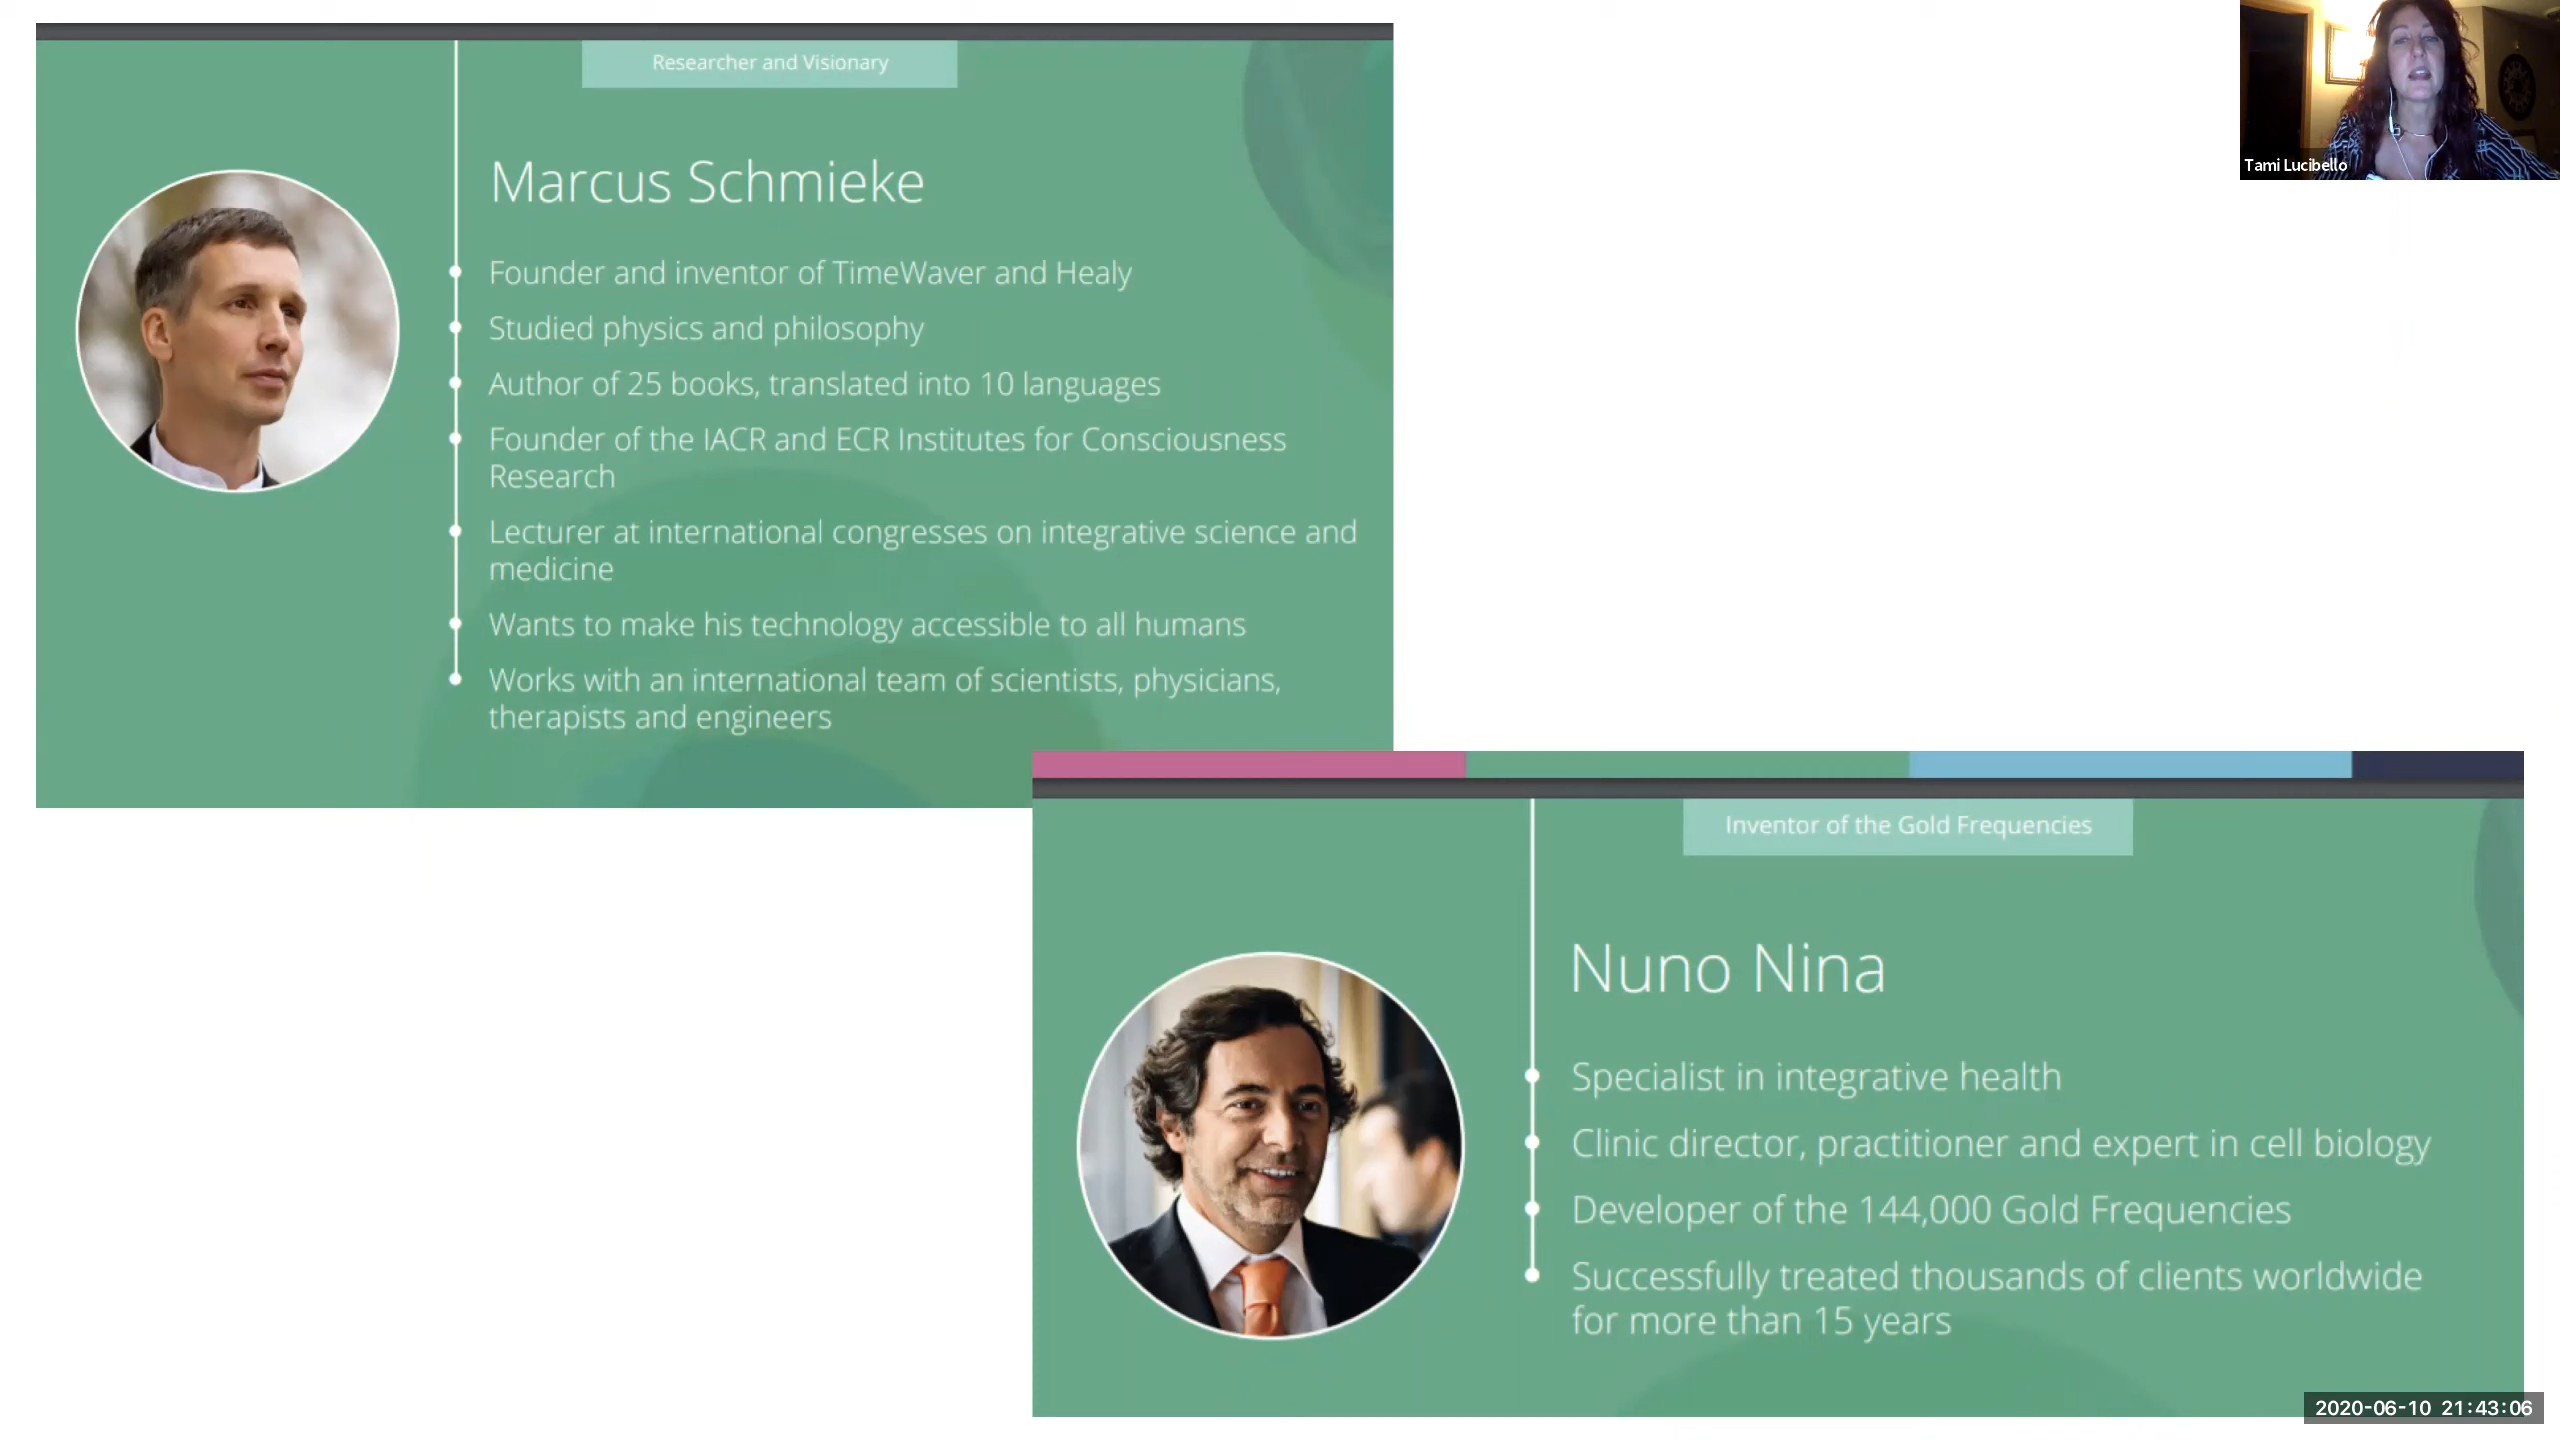 Researcher and Visionary
Marcus Schmieke
Founder and inventor of TimeWaver and Healy
Studied physics and philosophy
Author of 25 books, translated into 10 languages
Founder of the IACR and ECR Institutes for Consciousness
Research
Lecturer at international congresses on integrative science and
medicine
Wants to make his technology accessible to all humans
Works with an international team of scientists, physicians,
therapists and engineers
Tami Lucibello
Inventor of the Gold Frequencies
Nuno Nina
Specialist in integrative health
Clinic director, practitioner and expert in cell biology
Developer of the 144,000 Gold Frequencies
Successfully treated thousands of clients worldwide
for more than 15 years
2020-06-10 21:43:06